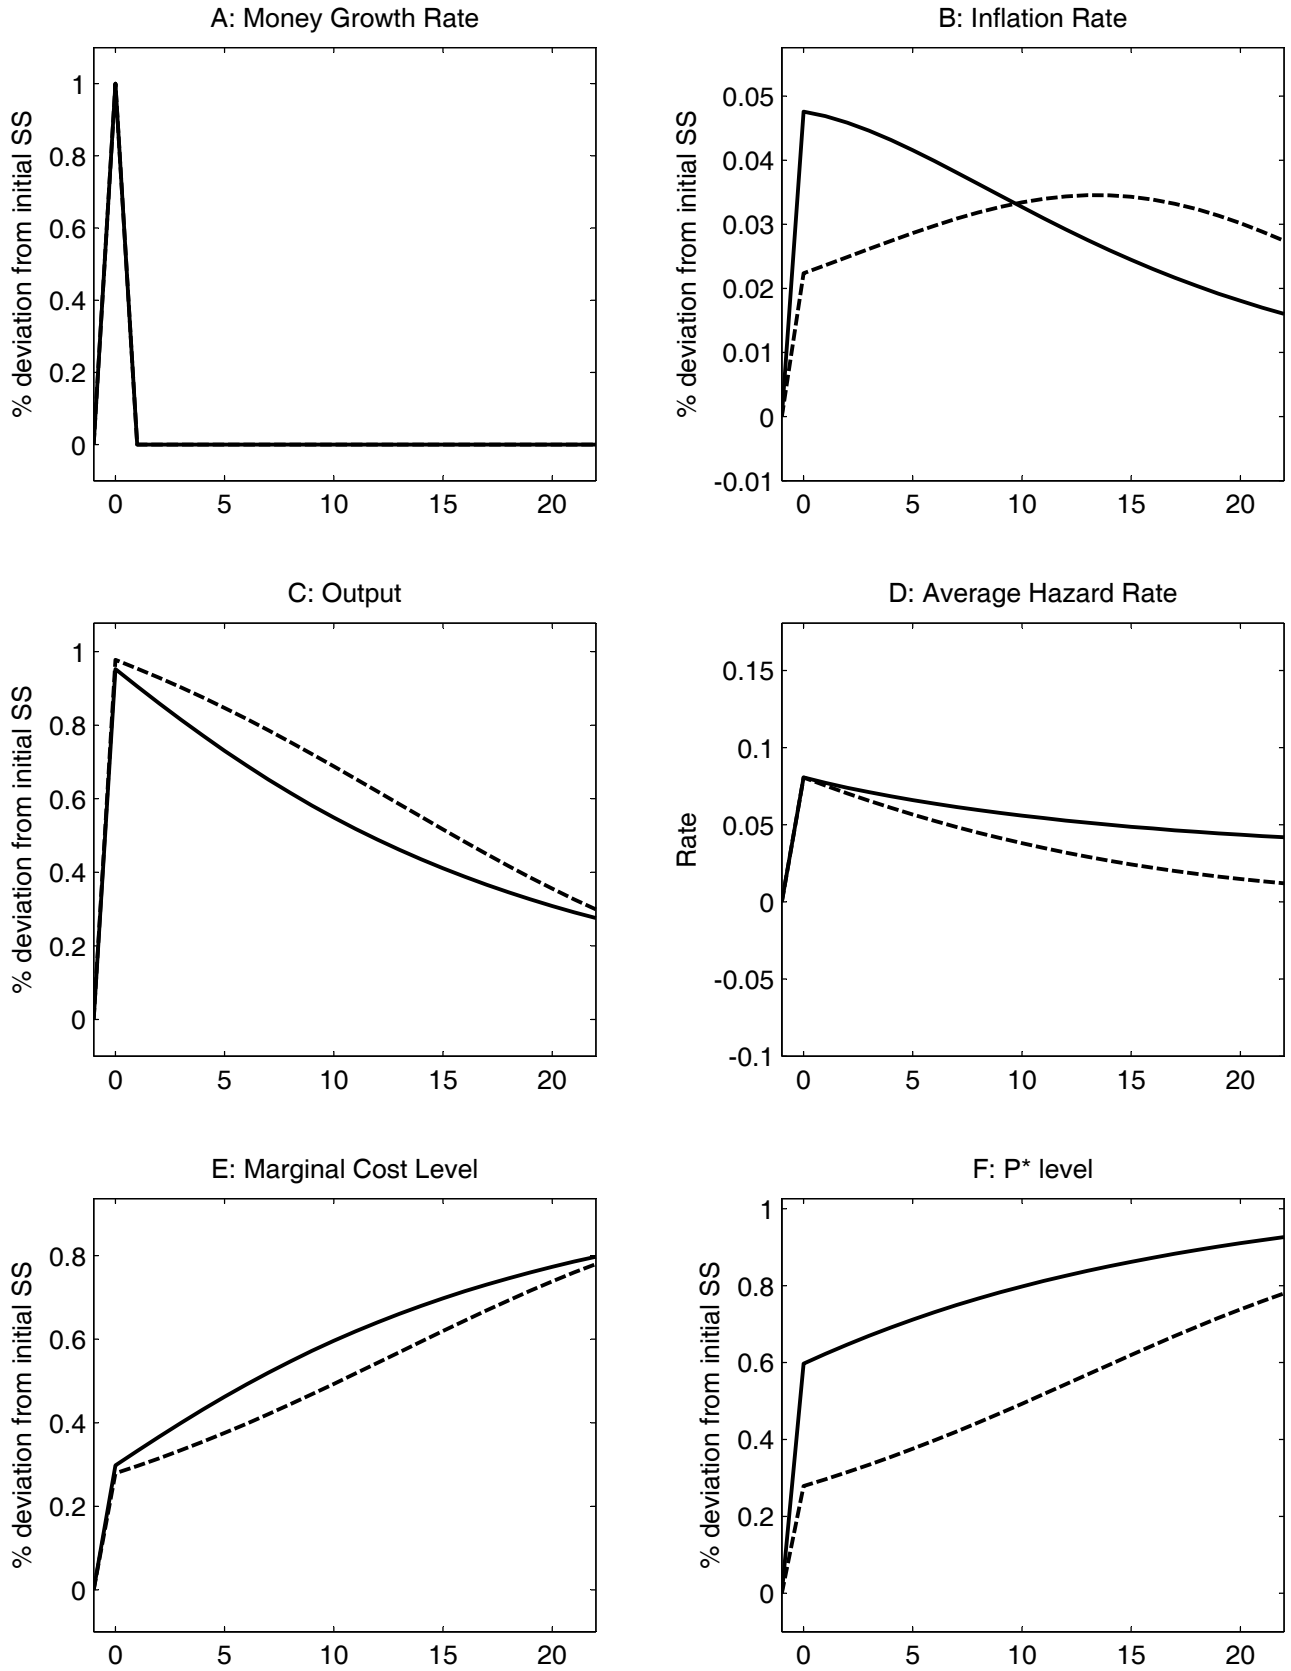 A: Money Growth Rate
% deviation from initial SS
1
0.8
0.6
0.4
0.2
0
0 5 10 15 20
B: Inflation Rate
% deviation from initial SS
0.05
0.04
0.03
0.02
0.01
0
-0.01
0 5 10 15 20
C: Output
% deviation from initial SS
1
0.8
0.6
0.4
0.2
0
0 5 10 15 20
D: Average Hazard Rate
Rate
0.15
0.1
0.05
0
-0.05
-0.1
0 5 10 15 20
E: Marginal Cost Level
% deviation from initial SS
0.8
0.6
0.4
0.2
0
0 5 10 15 20
F: P* level
% deviation from initial SS
1
0.8
0.6
0.4
0.2
0
0 5 10 15 20